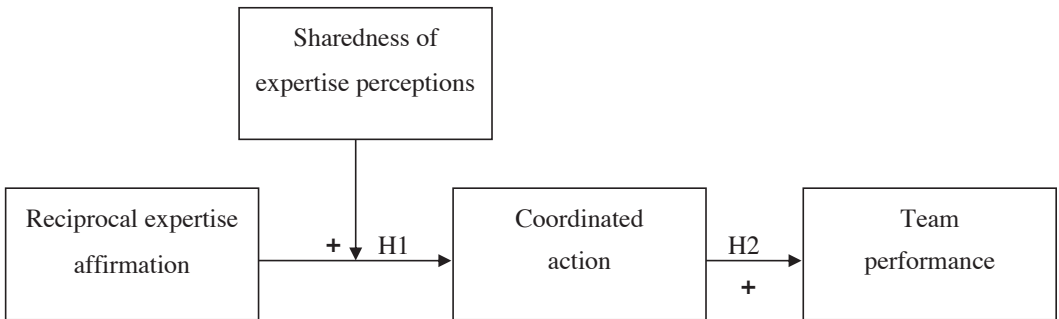 Sharedness of
expertise perceptions
Reciprocal expertise
affirmation
+ H1
Coordinated
action
H2
+
Team
performance